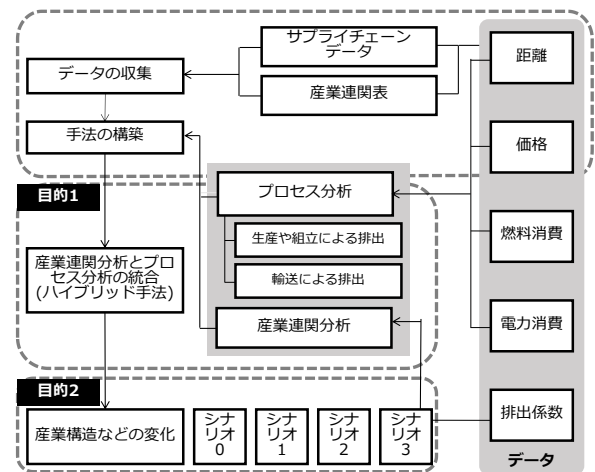 サプライチェーン
データ
産業連関表
データの収集
手法の構築
距離
価格
燃料消費
電力消費
排出係数
データ
目的1
プロセス分析
生産や組立による排出
輸送による排出
産業連関分析
産業連関分析とプロ
セス分析の統合
(ハイブリッド手法)
目的2
産業構造などの変化
シナ
リオ
0
シナ
リオ
1
シナ
リオ
2
シナ
リオ
3